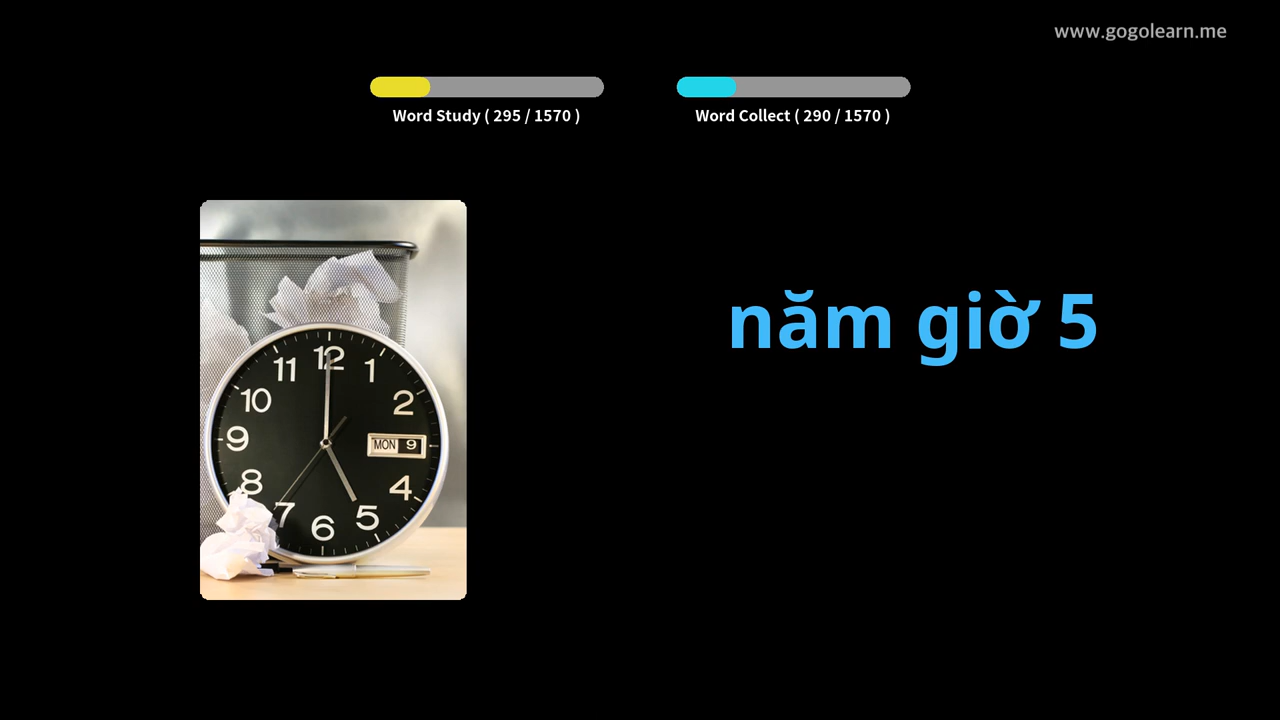 www.gogolearn.me
Word Study ( 295 / 1570 )
Word Collect ( 290 / 1570 )
năm giờ 5
12
11
1
10
2
9
MON 9
8
4
7
5
6